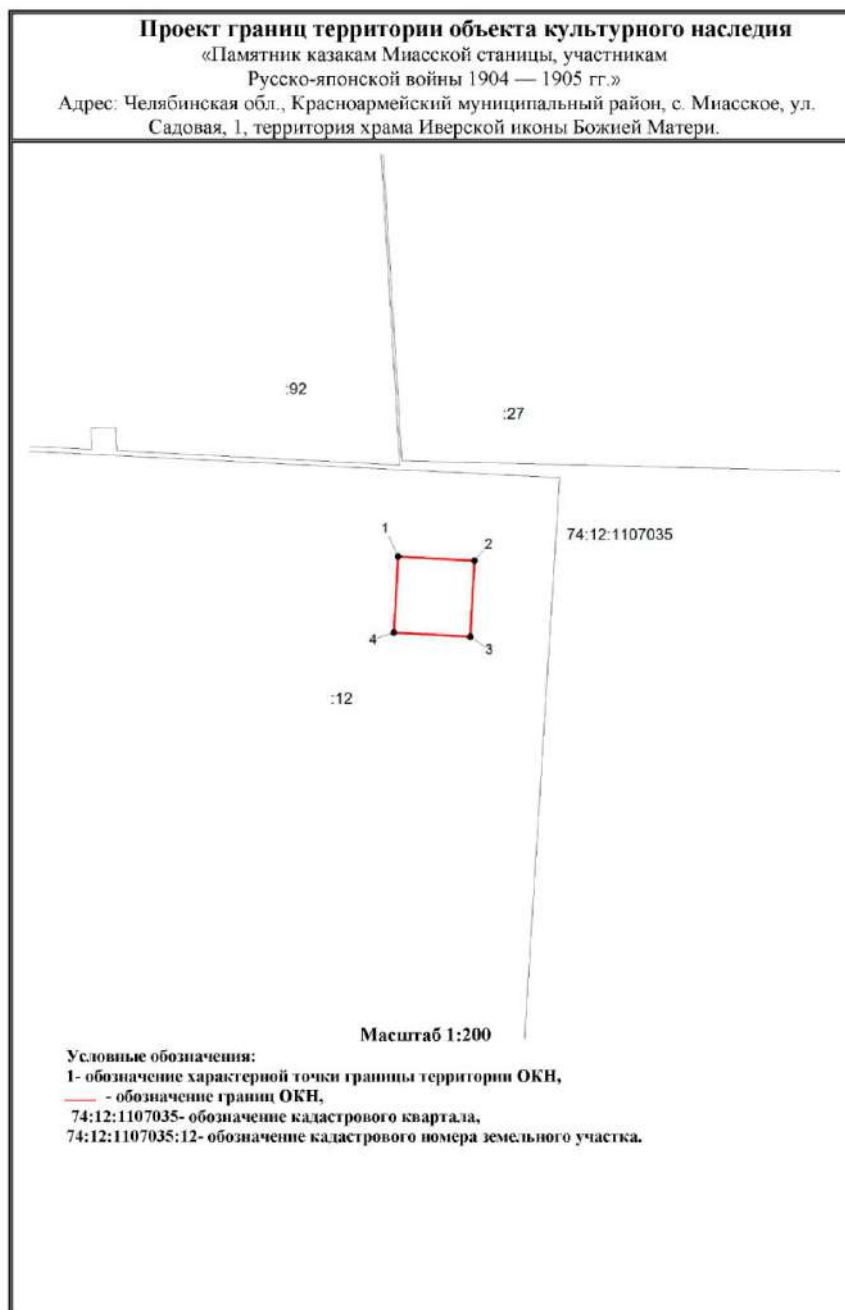 Проект границ территории объекта культурного наследия
«Памятник казакам Миасской станицы, участникам
Русско-японской войны 1904 — 1905 гг.»
Адрес: Челябинская обл., Красноармейский муниципальный район, с. Миасское, ул.
Садовая, 1, территория храма Иверской иконы Божией Матери.
:92
:27
1
2
74:12:1107035
4
3
:12
Масштаб 1:200
Условные обозначения:
1- обозначение характерной точки границы территории ОКН,
- обозначение границ ОКН,
74:12:1107035- обозначение кадастрового квартала,
74:12:1107035:12- обозначение кадастрового номера земельного участка.